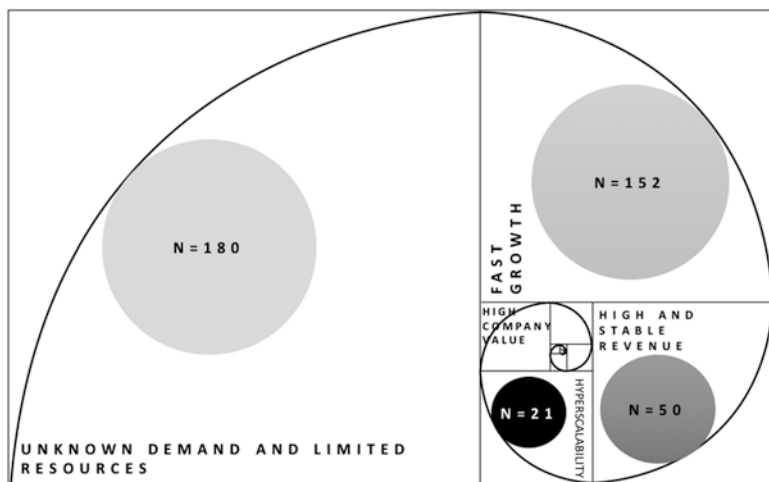 N=180
UNKNOWN DEMAND AND LIMITED
RESOURCES
N=152
FAST
GROWTH
HIGH
COMPANY
VALUE
HIGH AND
STABLE
REVENUE
N=21
HYPERSCALABILITY
N=50